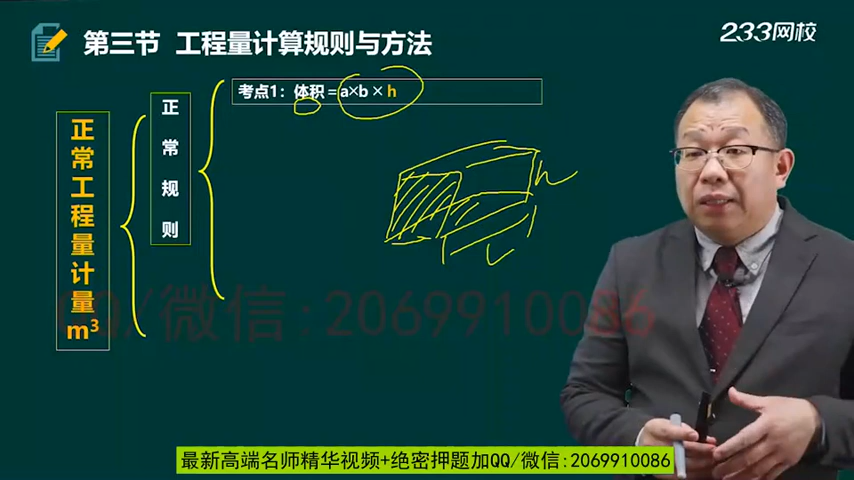 第三节 工程量计算规则与方法
233网校
考点1：体积=a×b×h
正常规则
正常工程量计量m³
h
L
QQ/微信:2069910086
最新高端名师精华视频+绝密押题加QQ/微信:2069910086